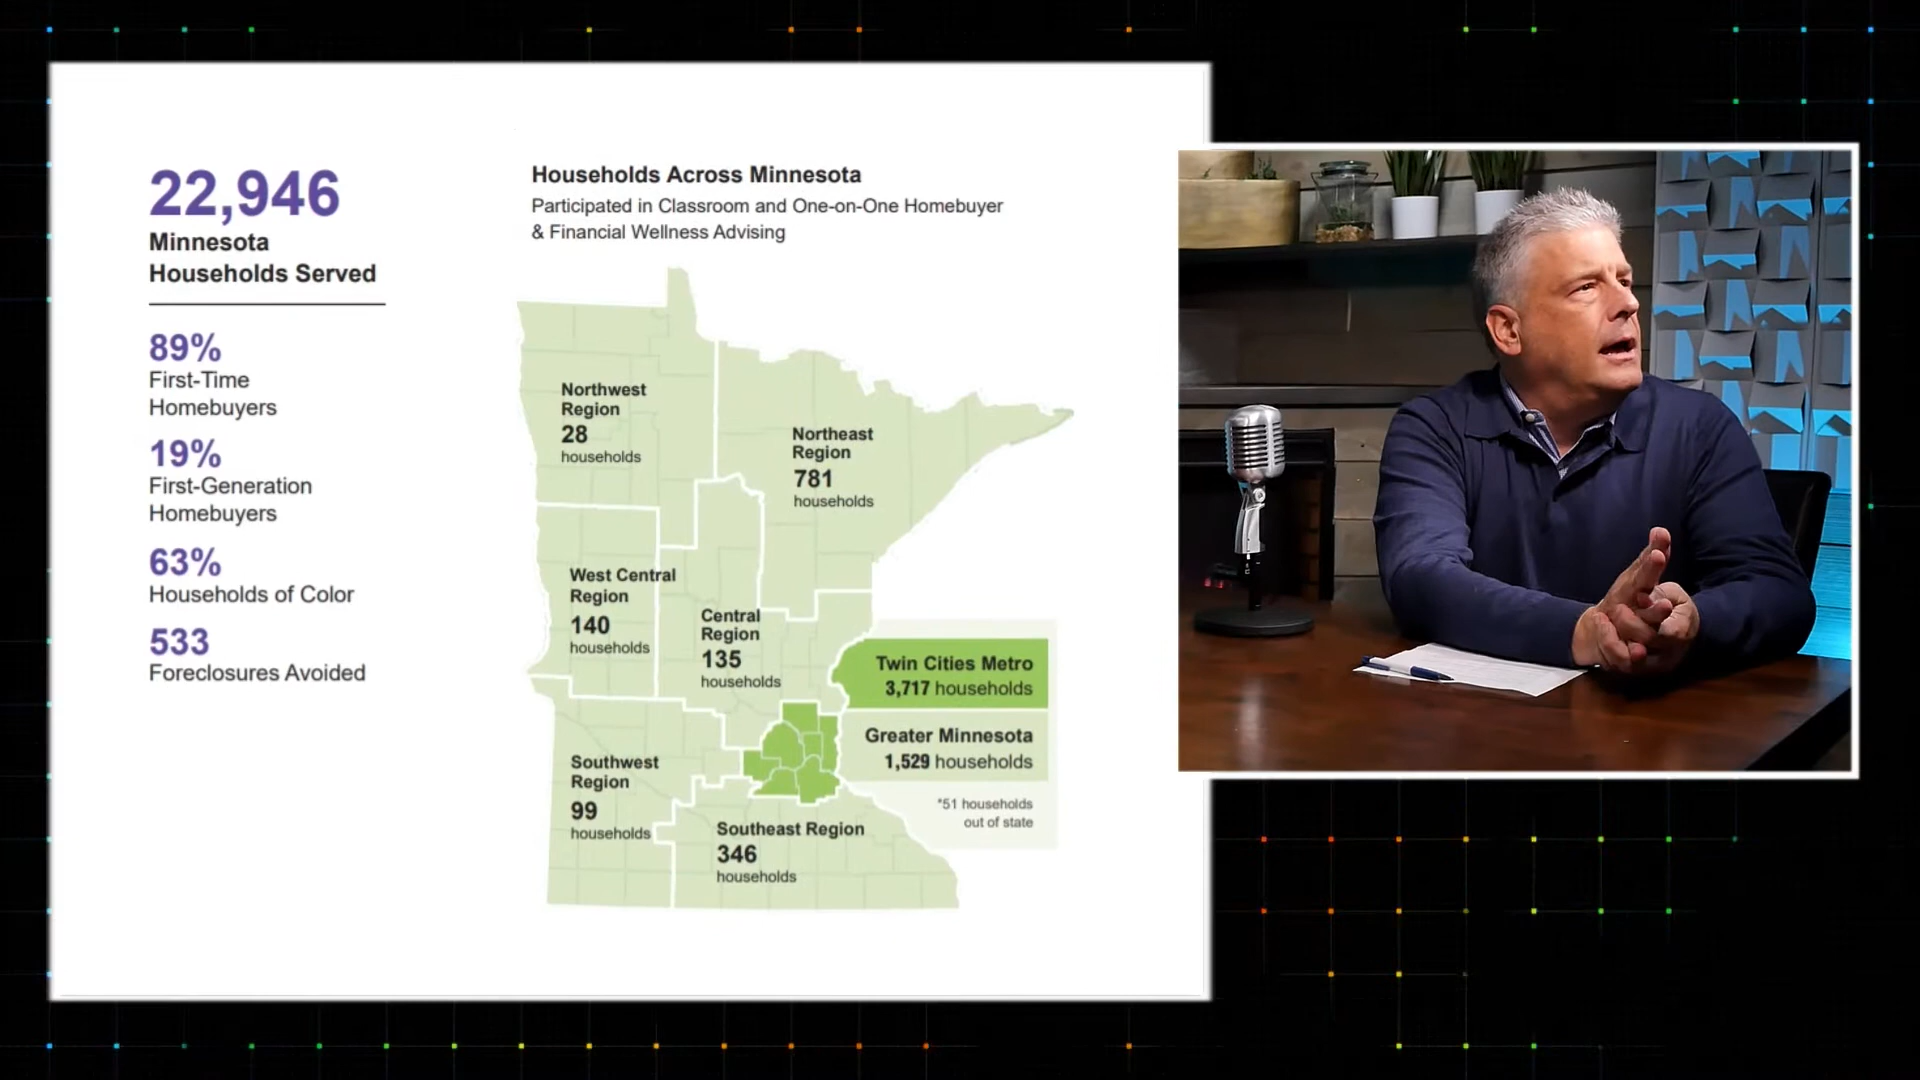 22,946
Minnesota
Households Served
89%
First-Time
Homebuyers
19%
First-Generation
Homebuyers
63%
Households of Color
533
Foreclosures Avoided
Households Across Minnesota
Participated in Classroom and One-on-One Homebuyer
& Financial Wellness Advising
Northwest
Region
28
households
Northeast
Region
781
households
West Central
Region
140
households
Central
Region
135
households
Twin Cities Metro
3,717 households
Greater Minnesota
1,529 households
*51 households
out of state
Southwest
Region
99
households
Southeast Region
346
households